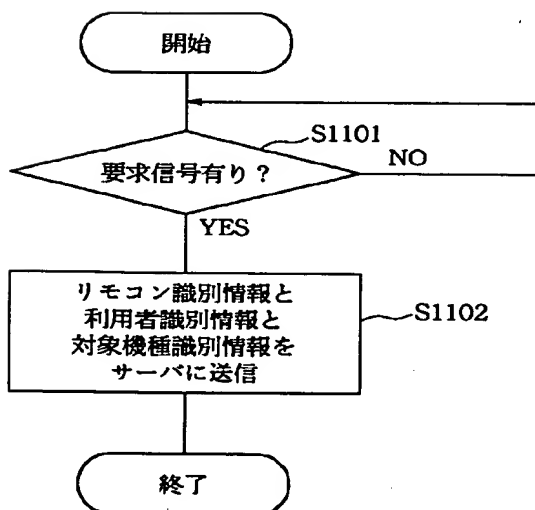 開始
S1101
要求信号有り？
NO
YES
リモコン識別情報と
利用者識別情報と
対象機種識別情報を
サーバに送信
S1102
終了